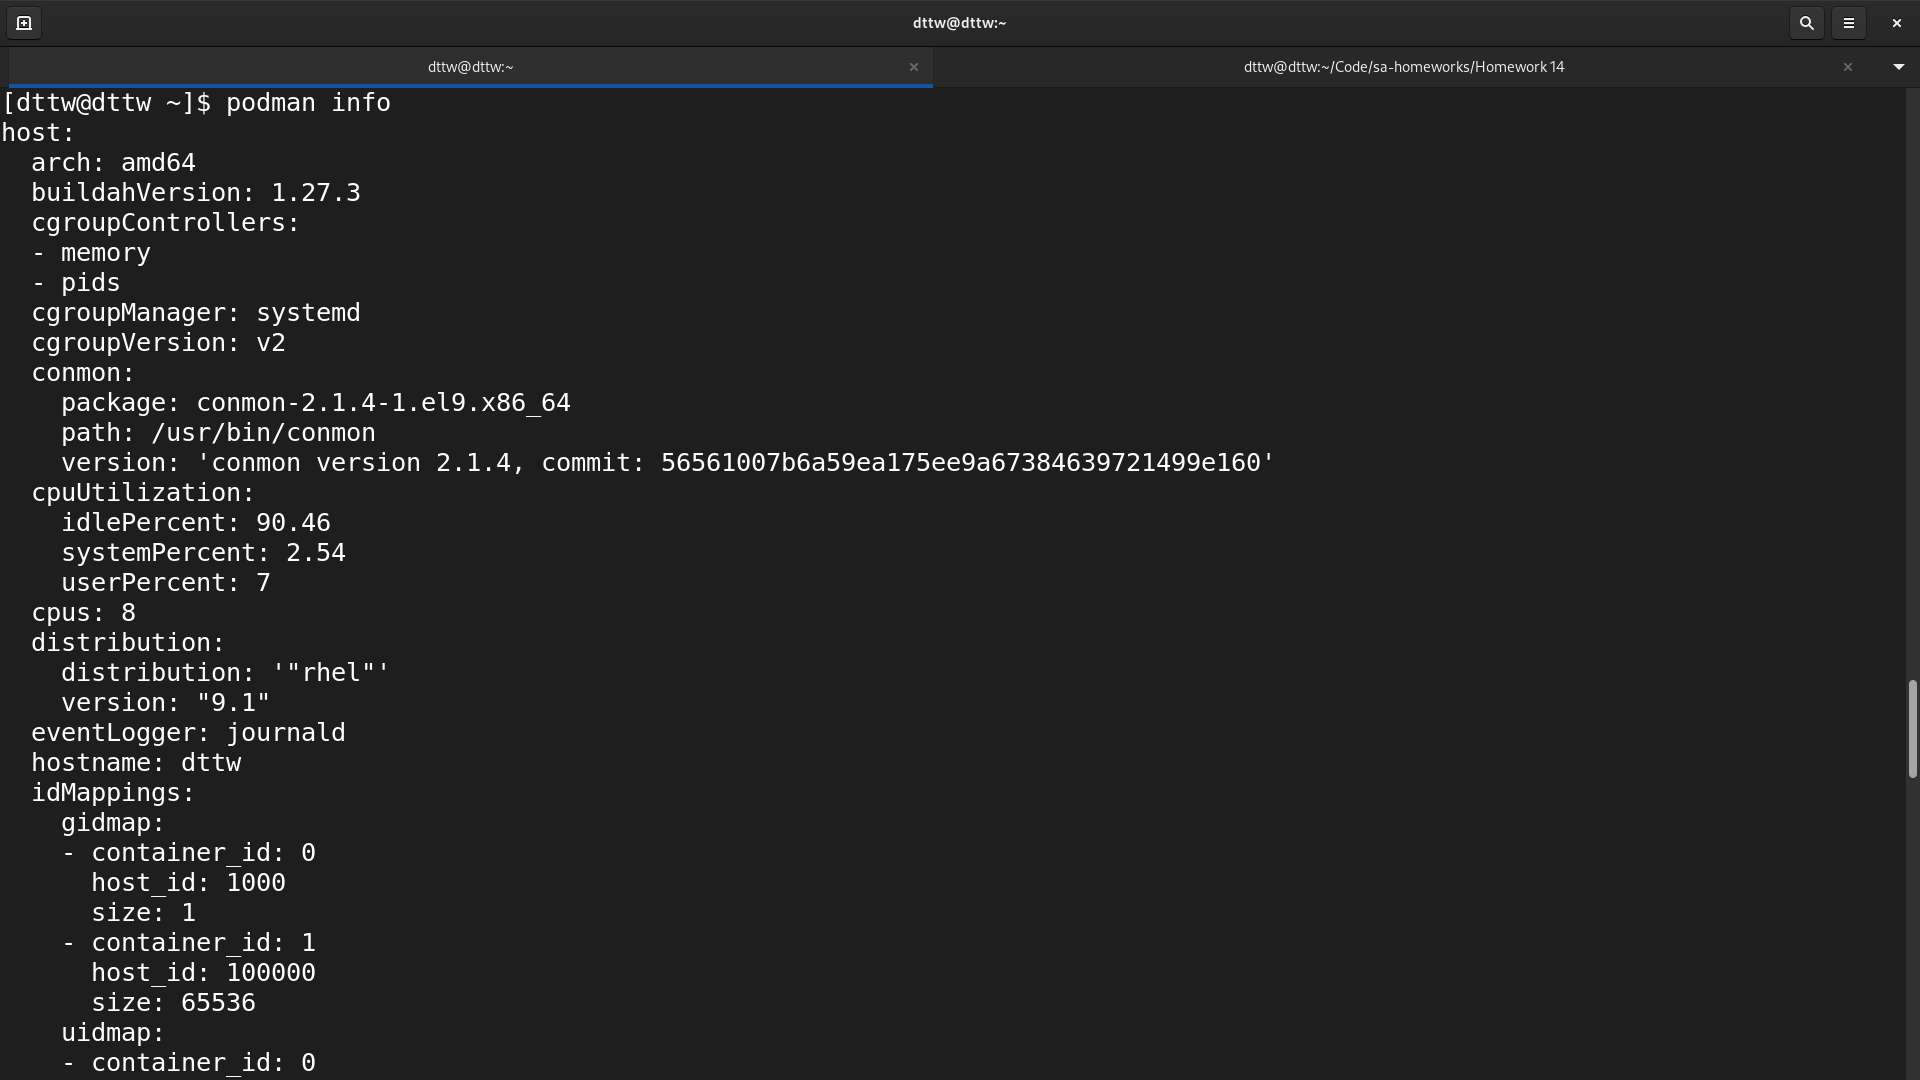 dttw@dttw:~
dttw@dttw:~
dttw@dttw:~/Code/sa-homeworks/Homework 14
[dttw@dttw ~]$ podman info
host:
  arch: amd64
  buildahVersion: 1.27.3
  cgroupControllers:
  - memory
  - pids
  cgroupManager: systemd
  cgroupVersion: v2
  conmon:
    package: conmon-2.1.4-1.el9.x86_64
    path: /usr/bin/conmon
    version: 'conmon version 2.1.4, commit: 56561007b6a59ea175ee9a67384639721499e160'
  cpuUtilization:
    idlePercent: 90.46
    systemPercent: 2.54
    userPercent: 7
  cpus: 8
  distribution:
    distribution: '"rhel"'
    version: "9.1"
  eventLogger: journald
  hostname: dttw
  idMappings:
    gidmap:
    - container_id: 0
      host_id: 1000
      size: 1
    - container_id: 1
      host_id: 100000
      size: 65536
    uidmap:
    - container_id: 0